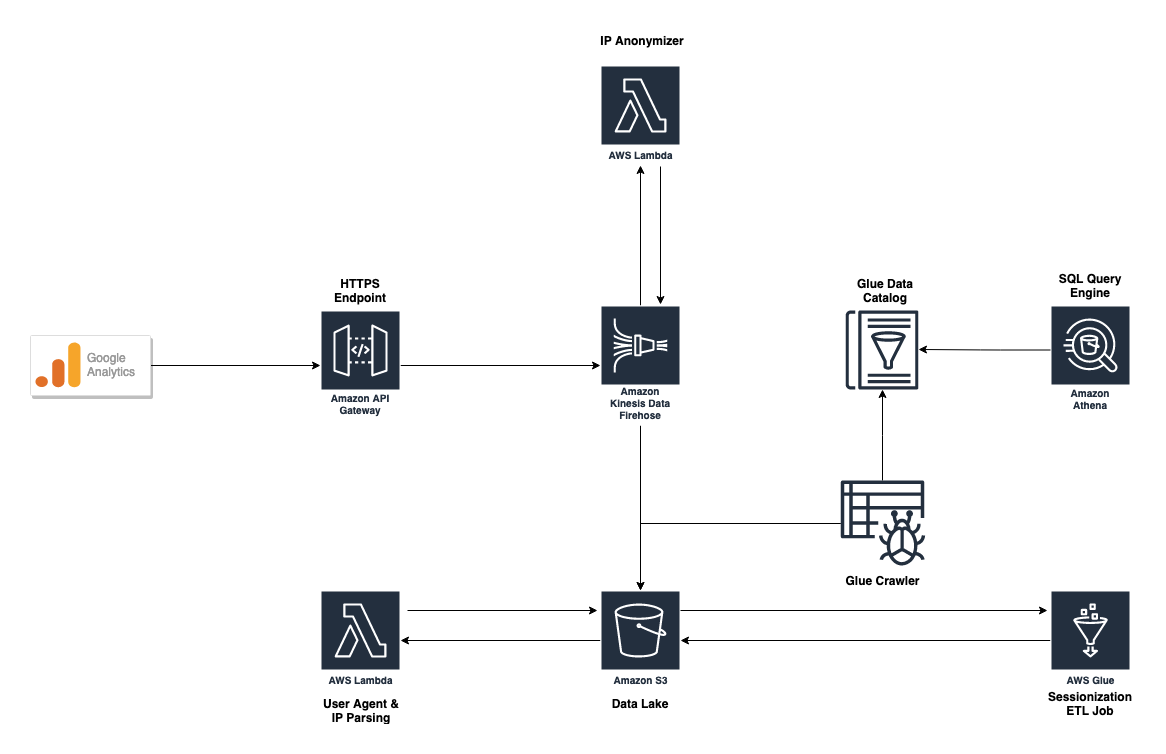 IP Anonymizer
AWS Lambda
HTTPS
Endpoint
Glue Data
Catalog
SQL Query
Engine
Google
Analytics
</>
Amazon API
Gateway
Amazon
Kinesis Data
Firehose
Amazon
Athena
Glue Crawler
AWS Lambda
User Agent &
IP Parsing
Amazon S3
Data Lake
AWS Glue
Sessionization
ETL Job